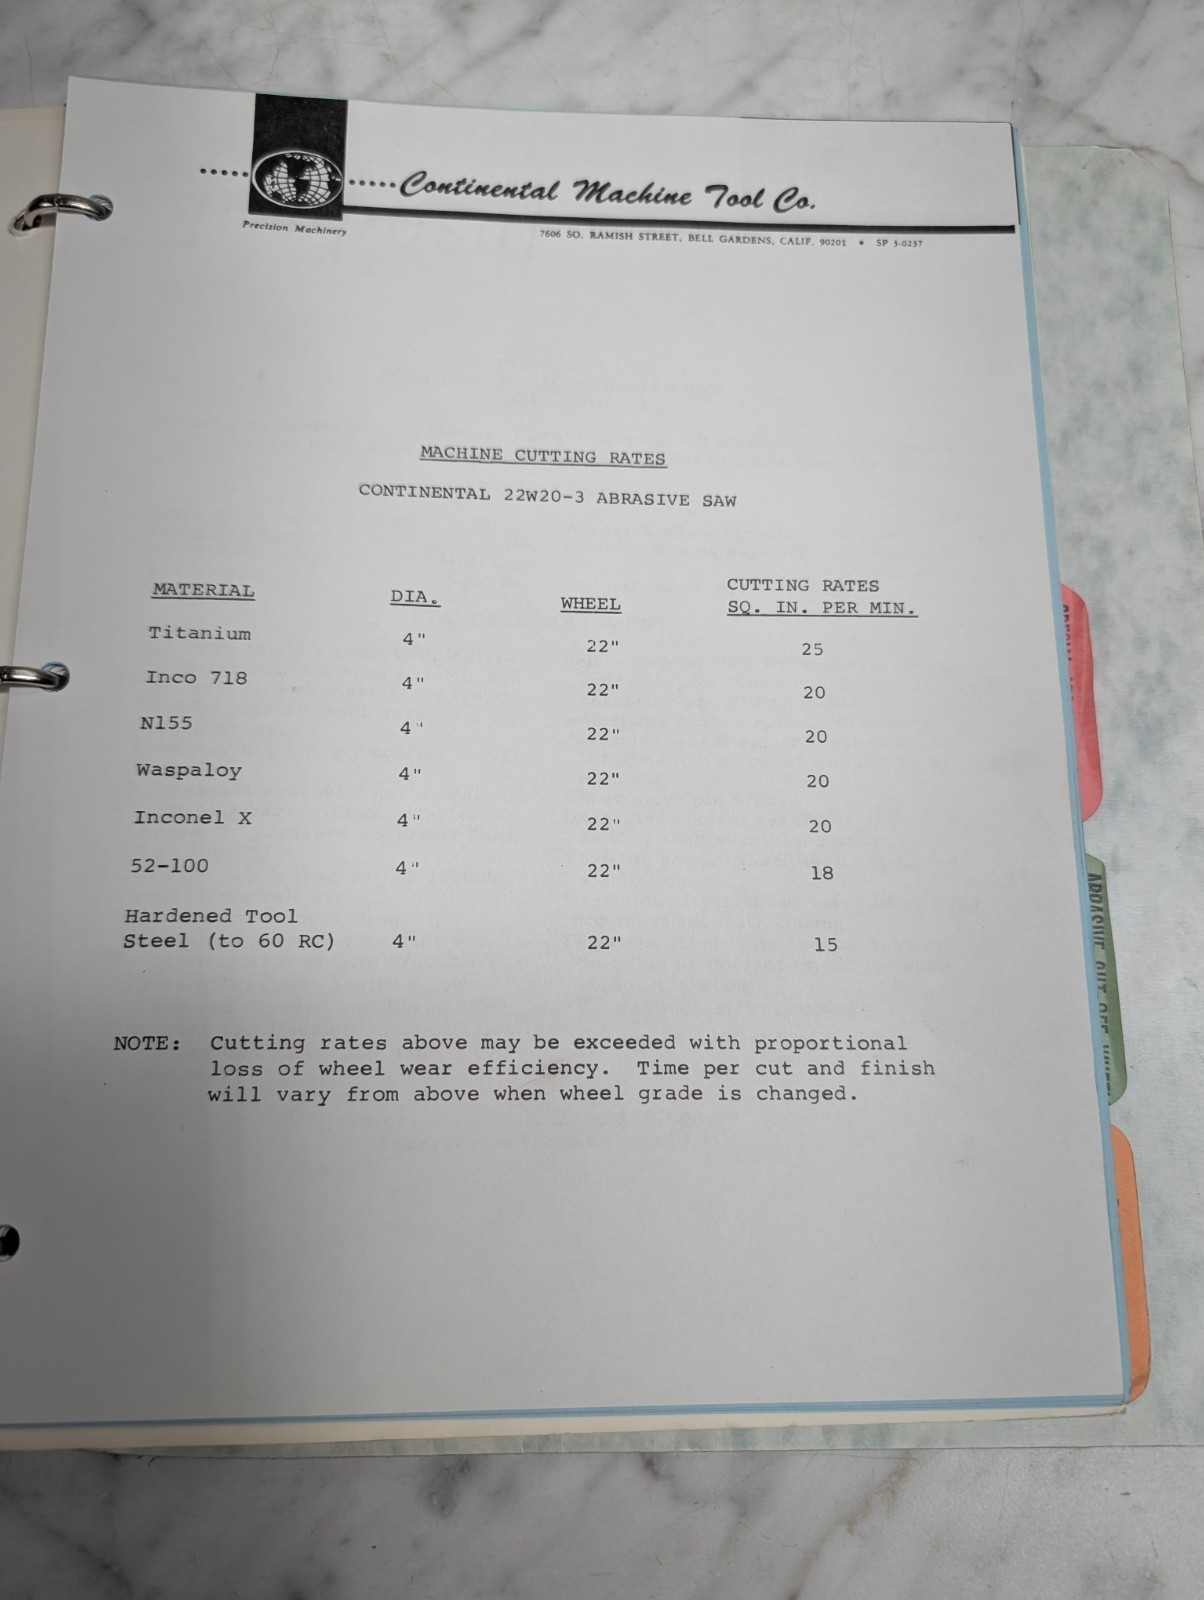 Continental Machine Tool Co.
Precision Machinery
7606 SO. RAMISH STREET, BELL GARDENS, CALIF. 90201 • SP 3-0237
MACHINE CUTTING RATES
CONTINENTAL 22W20-3 ABRASIVE SAW
MATERIAL DIA. WHEEL CUTTING RATES
SQ. IN. PER MIN.
Titanium 4" 22" 25
Inco 718 4" 22" 20
N155 4" 22" 20
Waspaloy 4" 22" 20
Inconel X 4" 22" 20
52-100 4" 22" 18
Hardened Tool
Steel (to 60 RC) 4" 22" 15
NOTE: Cutting rates above may be exceeded with proportional
loss of wheel wear efficiency. Time per cut and finish
will vary from above when wheel grade is changed.
ABRASIVE CUT OFF